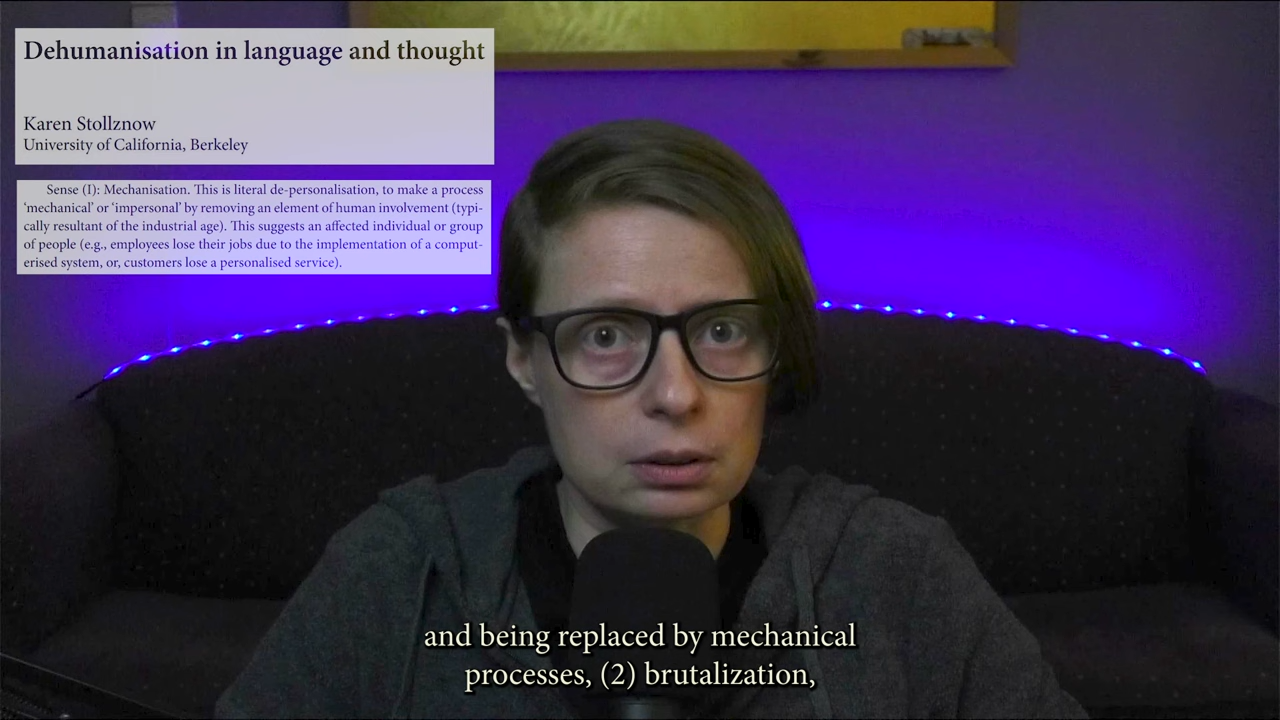 Dehumanisation in language and thought
Karen Stollznow
University of California, Berkeley
Sense (I): Mechanisation. This is literal de-personalisation, to make a process
‘mechanical’ or ‘impersonal’ by removing an element of human involvement (typi-
cally resultant of the industrial age). This suggests an affected individual or group
of people (e.g., employees lose their jobs due to the implementation of a comput-
erised system, or, customers lose a personalised service).
and being replaced by mechanical
processes, (2) brutalization,